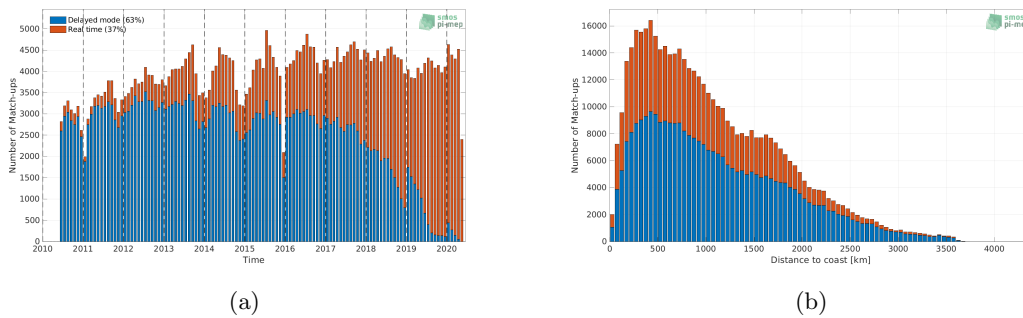 Delayed mode (63%)
Real time (37%)
smos
pi-mep
Number of Match-ups
5000
4500
4000
3500
3000
2500
2000
1500
1000
500
0
2010 2011 2012 2013 2014 2015 2016 2017 2018 2019 2020
Time
(a)
smos
pi-mep
Number of Match-ups
16000
14000
12000
10000
8000
6000
4000
2000
0
0 500 1000 1500 2000 2500 3000 3500 4000
Distance to coast [km]
(b)